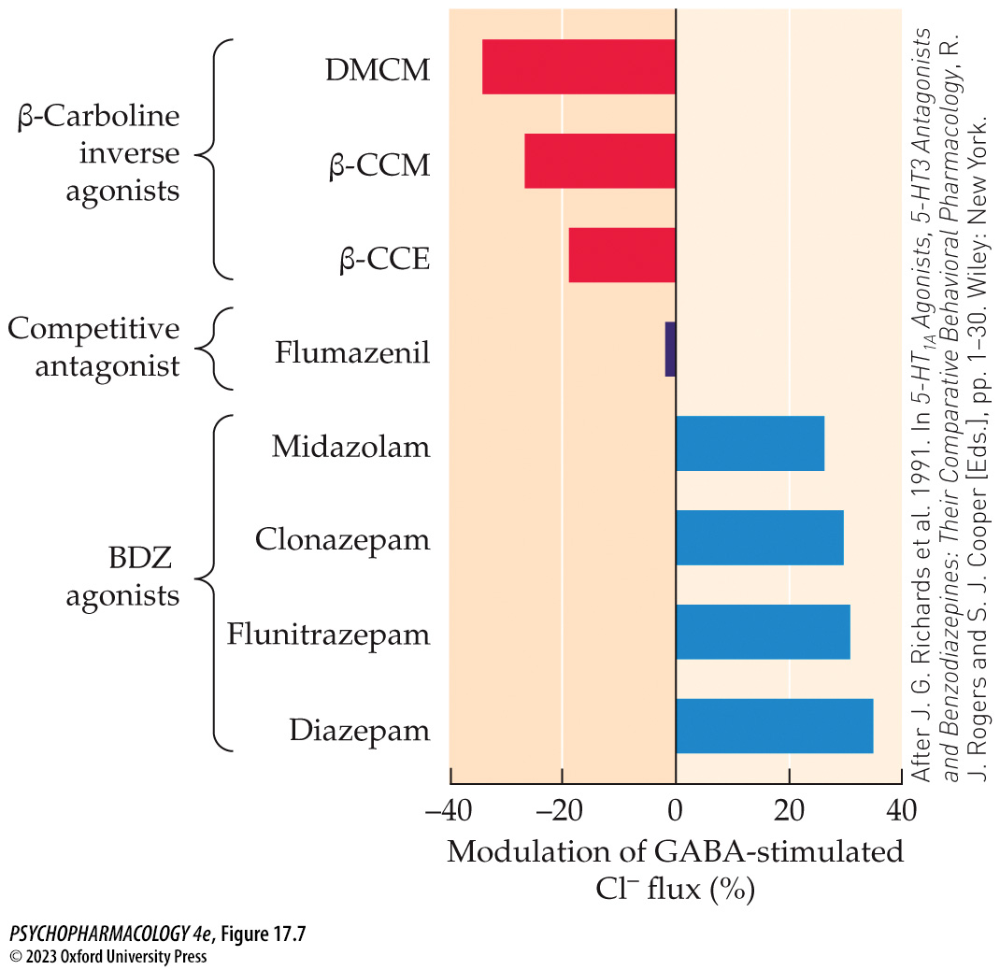 β-Carboline
inverse
agonists
DMCM
β-CCM
β-CCE
Competitive
antagonist
Flumazenil
BDZ
agonists
Midazolam
Clonazepam
Flunitrazepam
Diazepam
–40
–20
0
20
40
Modulation of GABA-stimulated
Cl– flux (%)
After J. G. Richards et al. 1991. In 5-HT1A Agonists, 5-HT3 Antagonists
and Benzodiazepines: Their Comparative Behavioral Pharmacology, R.
J. Rogers and S. J. Cooper [Eds.], pp. 1–30. Wiley: New York.
PSYCHOPHARMACOLOGY 4e, Figure 17.7
© 2023 Oxford University Press